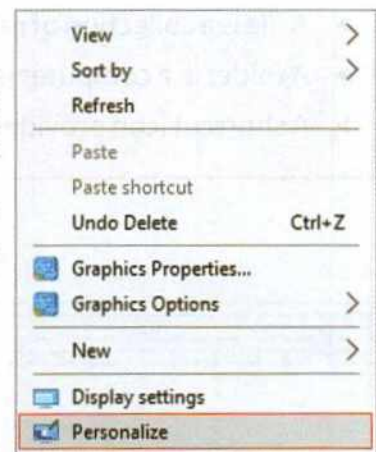 View
Sort by
Refresh
Paste
Paste shortcut
Undo Delete Ctrl+Z
Graphics Properties...
Graphics Options
New
Display settings
Personalize